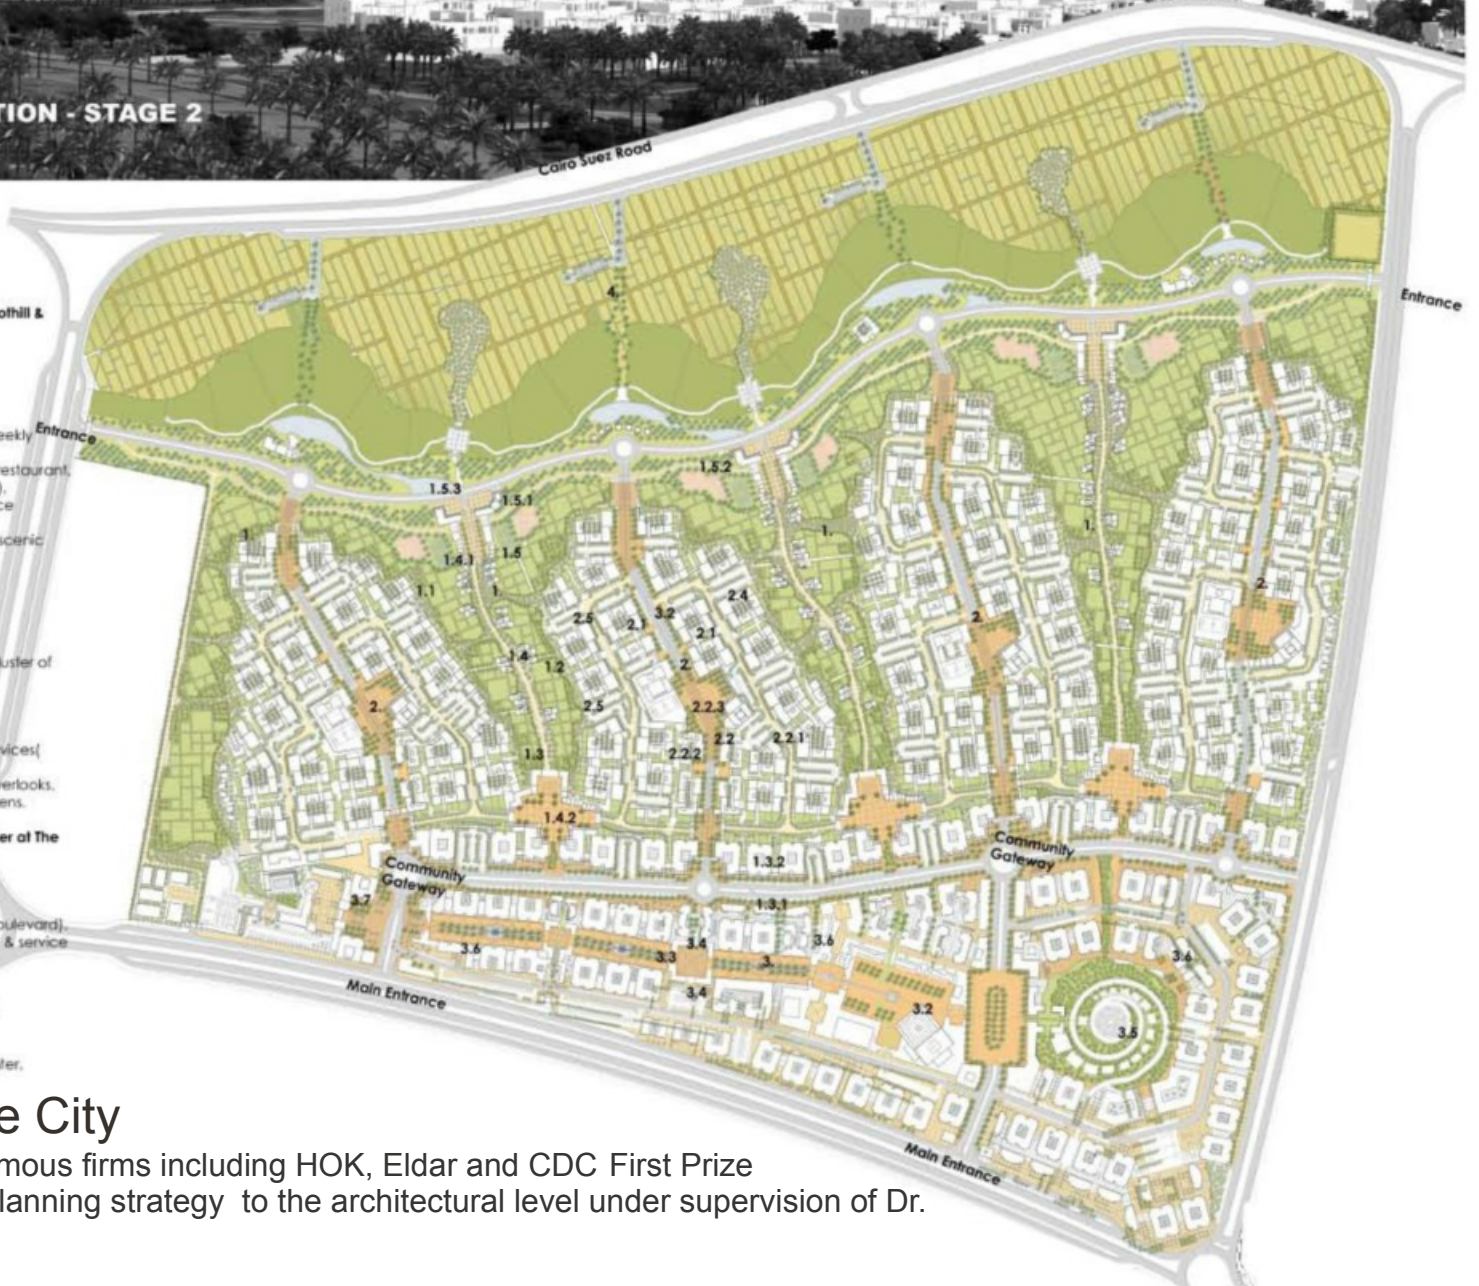 TION - STAGE 2
Cairo Suez Road
othill &
Entrance
4.
eekly
Entrance
estaurant,
).
ce
scenic
1.5.2
1.5.3
1.5.1
1.
1.
1.
1.4.1
1.5
1.1
1.
2.4
2.
2.5
3.2
2.1
2.1
2.
1.4
1.2
2.
luster of
2.
2.5
2.2.3
2.2
2.2.1
vices(
1.3
2.2.2
verlooks.
ens.
1.4.2
er at The
Community
Gateway
1.3.2
Community
Gateway
3.7
1.3.1
oulevard),
& service
3.6
3.3
3.4
3.
3.6
3.6
Main Entrance
3.4
3.2
3.5
ter.
e City
Main Entrance
mous firms including HOK, Eldar and CDC First Prize
lanning strategy to the architectural level under supervision of Dr.